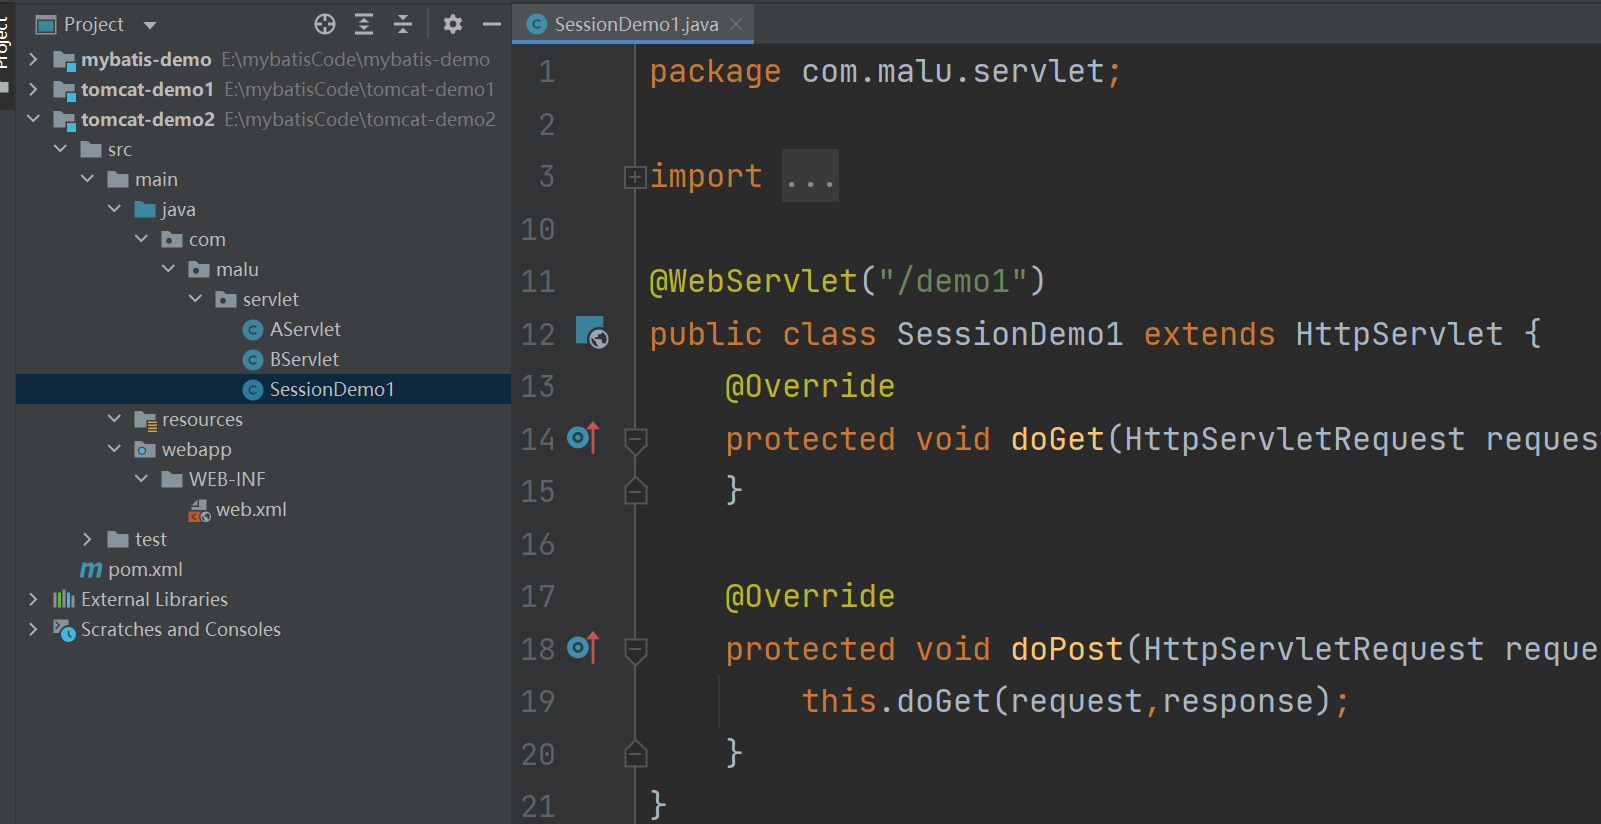 Project
Project
mybatis-demo E:\mybatisCode\mybatis-demo
tomcat-demo1 E:\mybatisCode\tomcat-demo1
tomcat-demo2 E:\mybatisCode\tomcat-demo2
src
main
java
com
malu
servlet
AServlet
BServlet
SessionDemo1
resources
webapp
WEB-INF
web.xml
test
pom.xml
External Libraries
Scratches and Consoles
SessionDemo1.java
1 package com.malu.servlet;
2
3 import ...
10
11 @WebServlet("/demo1")
12 public class SessionDemo1 extends HttpServlet {
13 @Override
14 protected void doGet(HttpServletRequest reques
15 }
16
17 @Override
18 protected void doPost(HttpServletRequest reque
19 this.doGet(request,response);
20 }
21 }